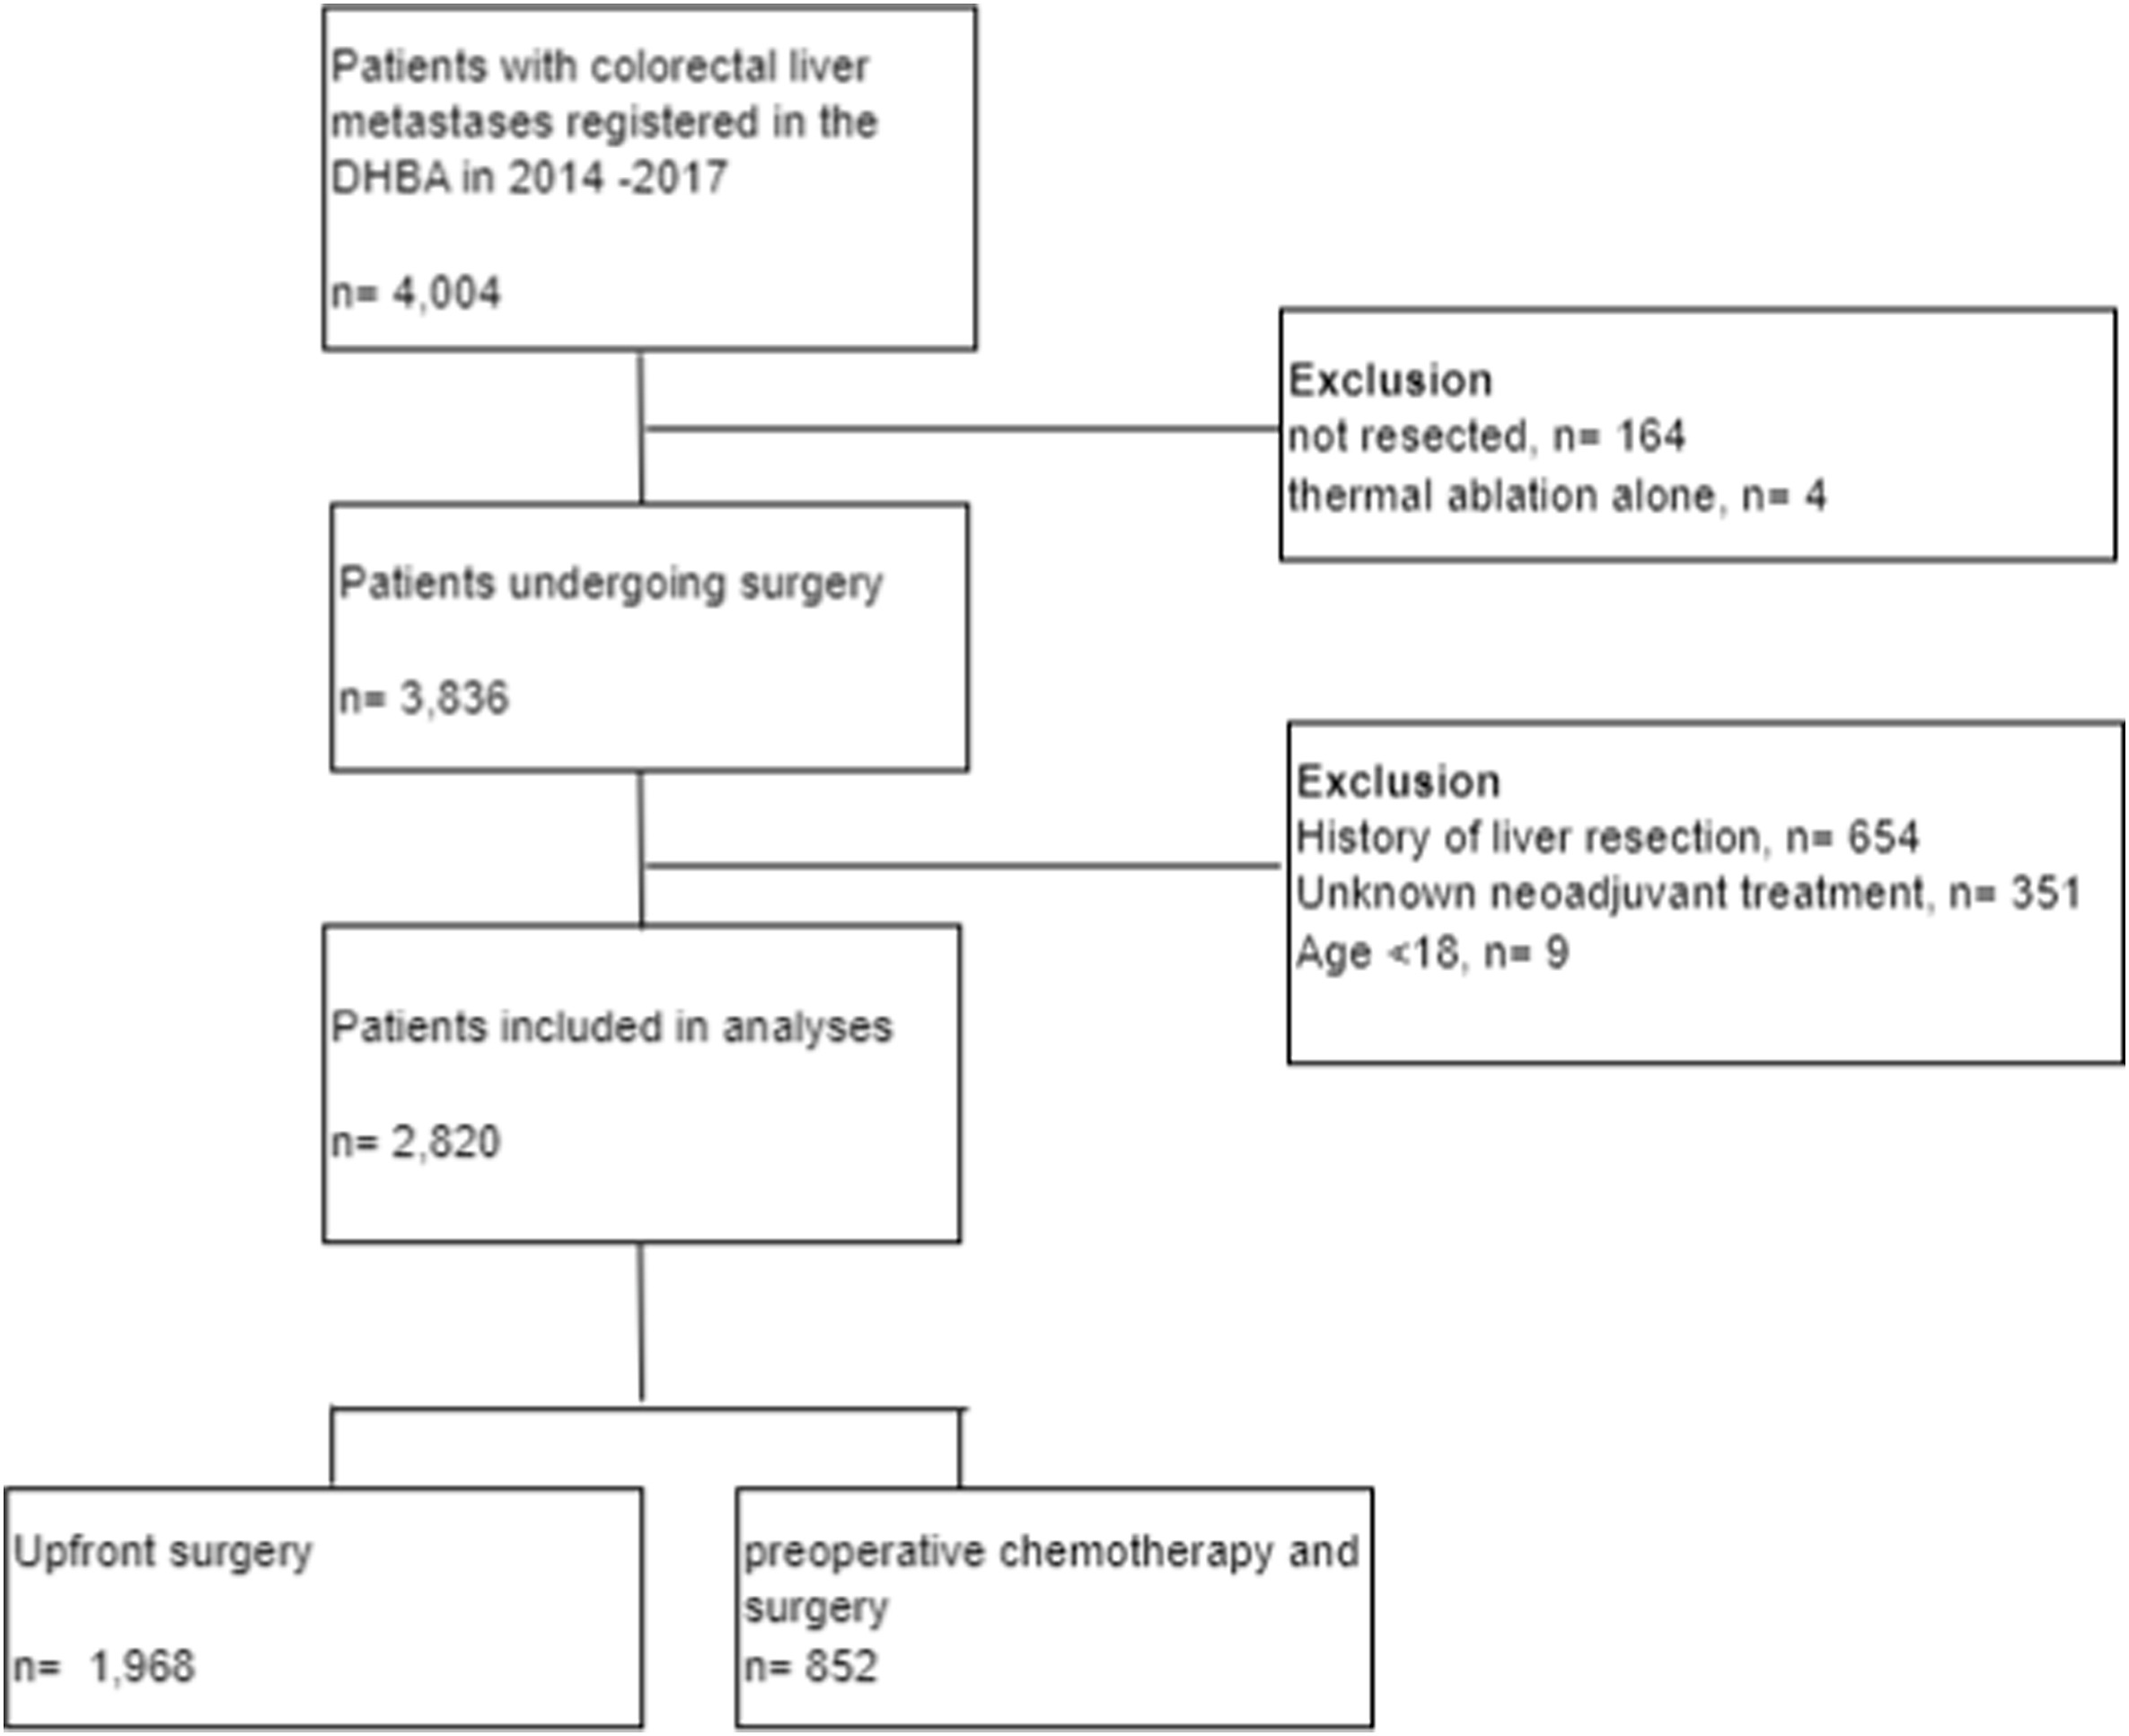 Patients with colorectal liver
metastases registered in the
DHBA in 2014 -2017
n= 4,004
Exclusion
not resected, n= 164
thermal ablation alone, n= 4
Patients undergoing surgery
n= 3,836
Exclusion
History of liver resection, n= 654
Unknown neoadjuvant treatment, n= 351
Age <18, n= 9
Patients included in analyses
n= 2,820
Upfront surgery
n= 1,968
preoperative chemotherapy and
surgery
n= 852